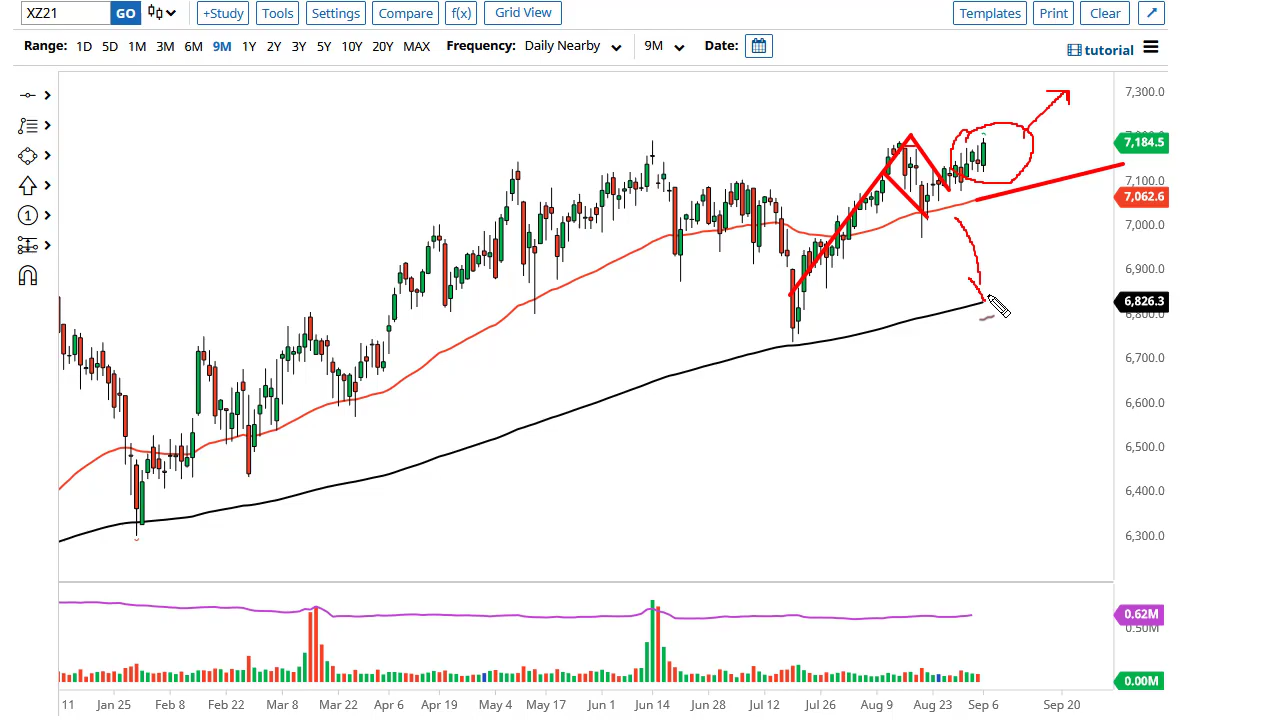 XZ21 GO +Study Tools Settings Compare f(x) Grid View Templates Print Clear
Range: 1D 5D 1M 3M 6M 9M 1Y 2Y 3Y 5Y 10Y 20Y MAX Frequency: Daily Nearby 9M Date: tutorial
7,300.0
7,184.5
7,100.0
7,062.6
7,000.0
6,900.0
6,826.3
6,800.0
6,700.0
6,600.0
6,500.0
6,400.0
6,300.0
1
0.62M
0.50M
0.00M
11 Jan 25 Feb 8 Feb 22 Mar 8 Mar 22 Apr 6 Apr 19 May 4 May 17 Jun 1 Jun 14 Jun 28 Jul 12 Jul 26 Aug 9 Aug 23 Sep 6 Sep 20